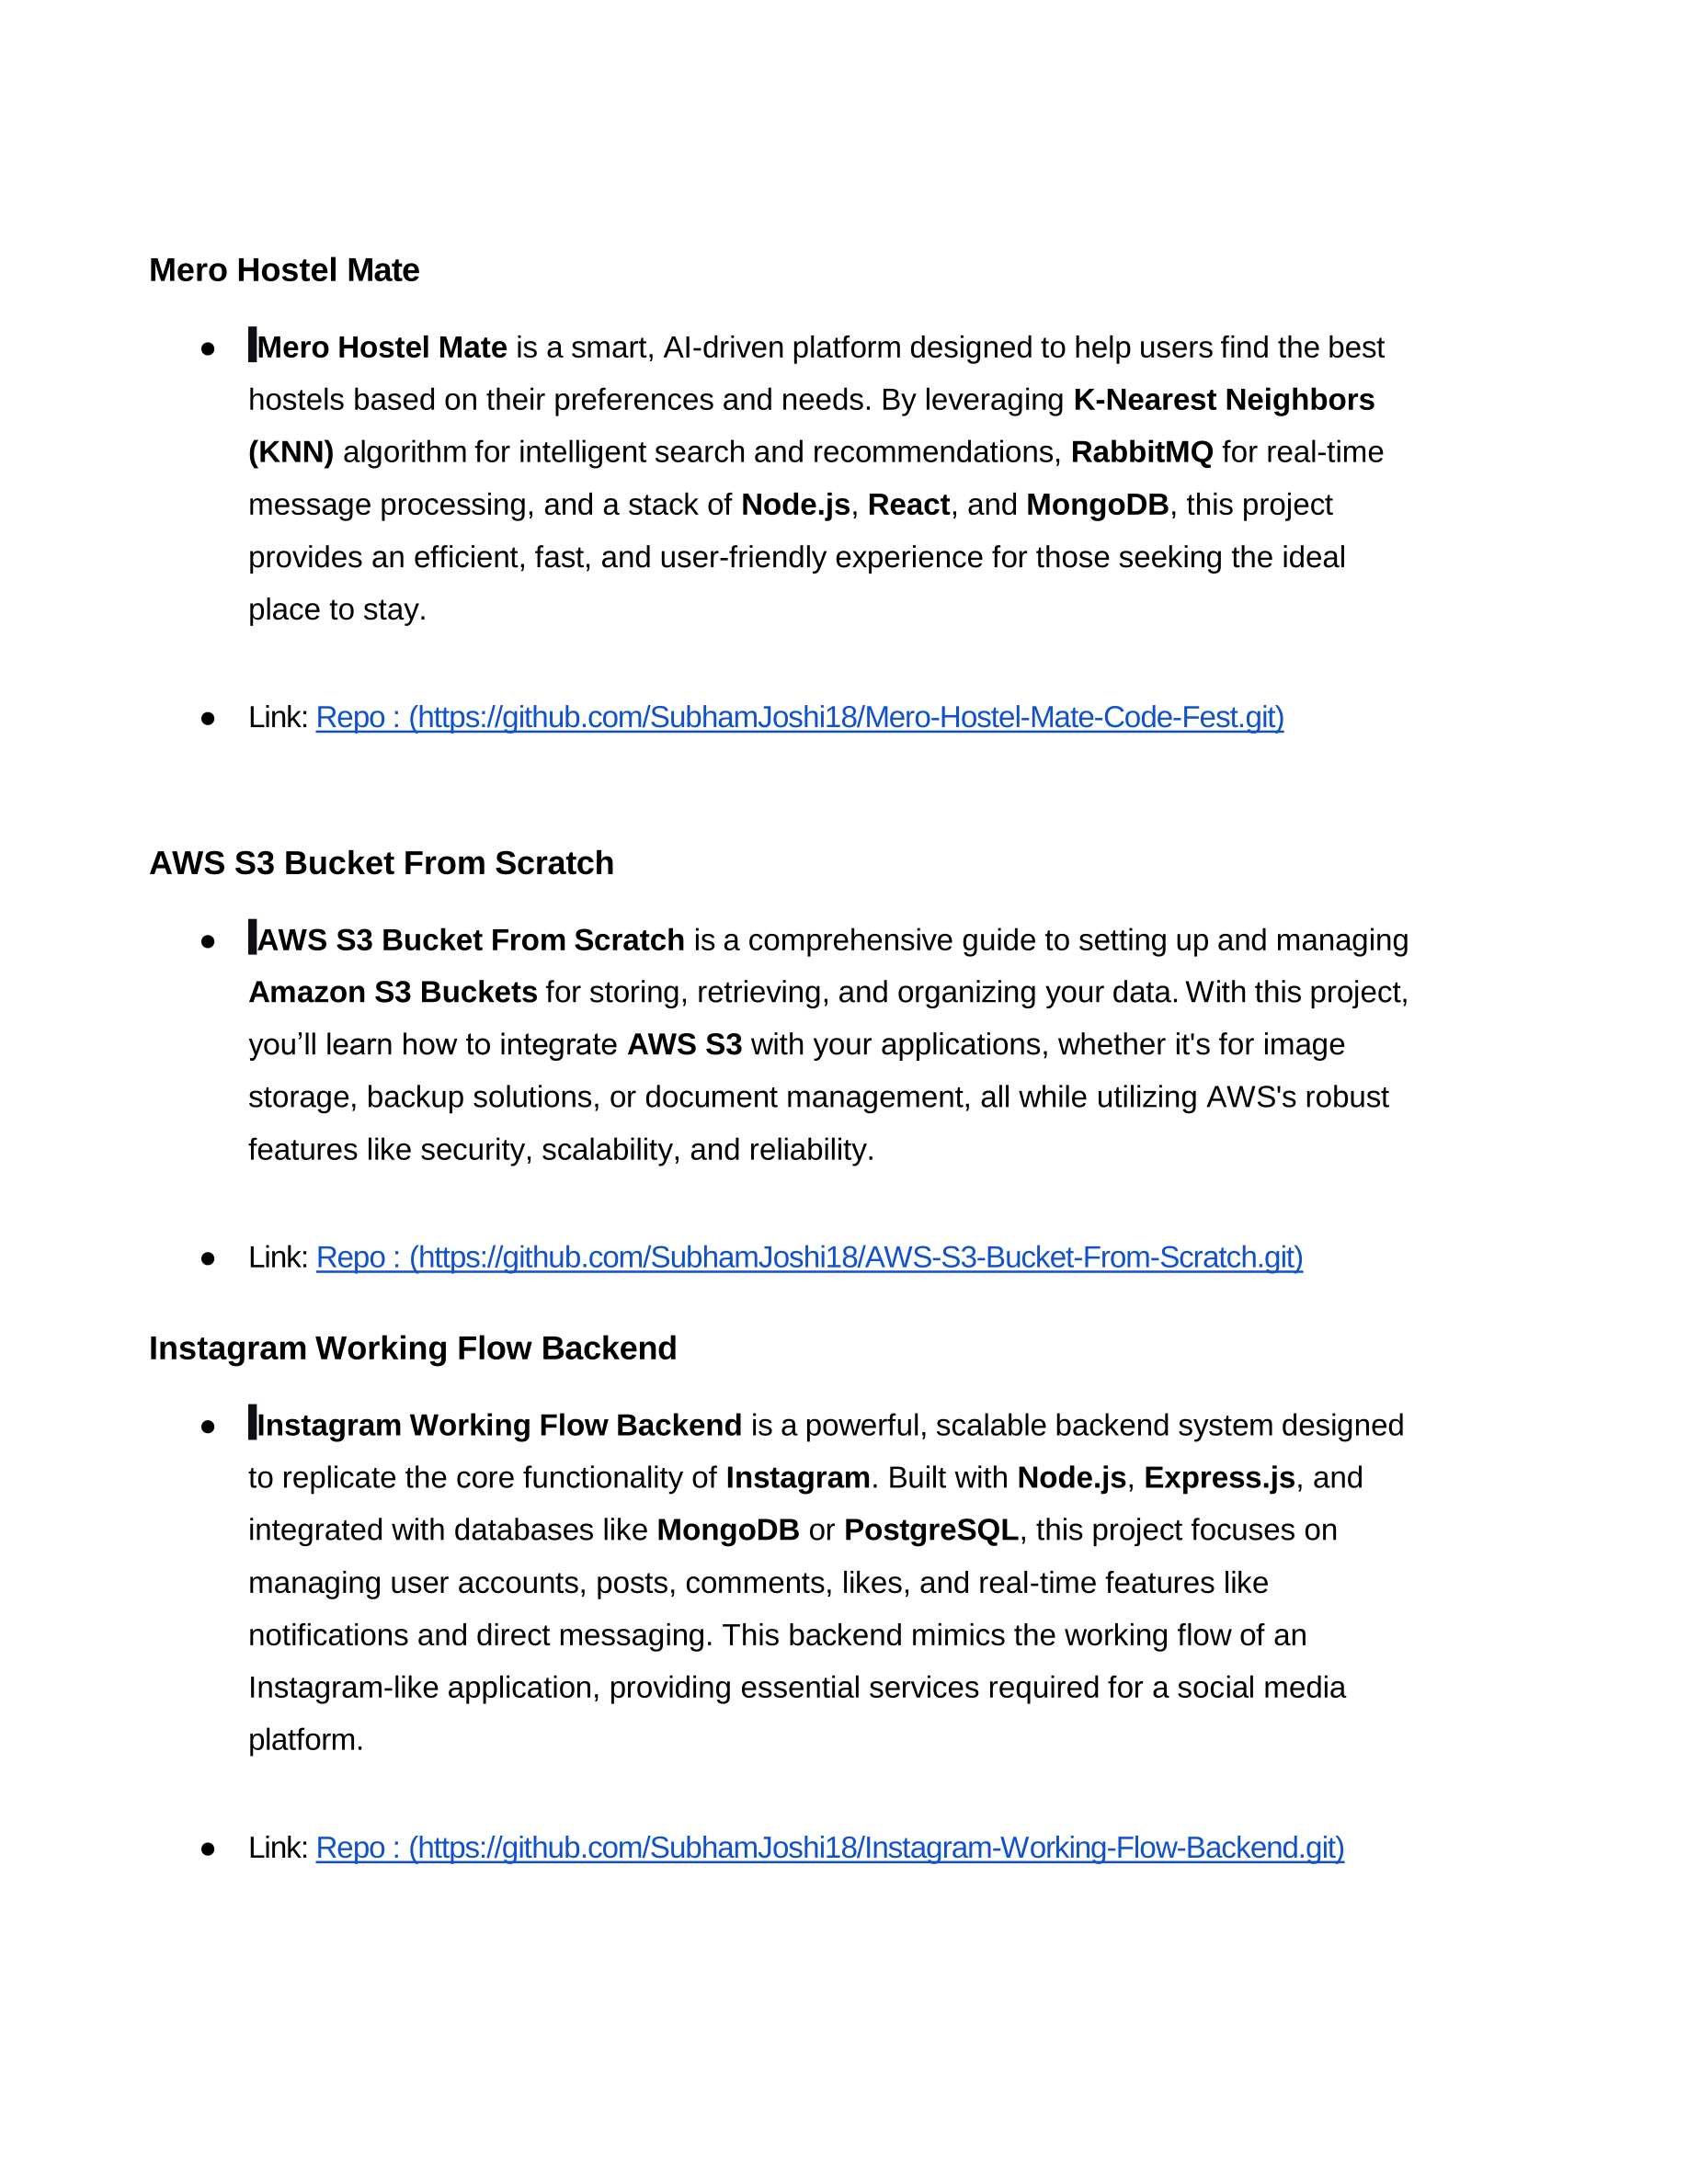 Mero Hostel Mate
● Mero Hostel Mate is a smart, AI-driven platform designed to help users find the best
hostels based on their preferences and needs. By leveraging K-Nearest Neighbors
(KNN) algorithm for intelligent search and recommendations, RabbitMQ for real-time
message processing, and a stack of Node.js, React, and MongoDB, this project
provides an efficient, fast, and user-friendly experience for those seeking the ideal
place to stay.
● Link: Repo : (https://github.com/SubhamJoshi18/Mero-Hostel-Mate-Code-Fest.git)
AWS S3 Bucket From Scratch
● AWS S3 Bucket From Scratch is a comprehensive guide to setting up and managing
Amazon S3 Buckets for storing, retrieving, and organizing your data. With this project,
you’ll learn how to integrate AWS S3 with your applications, whether it's for image
storage, backup solutions, or document management, all while utilizing AWS's robust
features like security, scalability, and reliability.
● Link: Repo : (https://github.com/SubhamJoshi18/AWS-S3-Bucket-From-Scratch.git)
Instagram Working Flow Backend
● Instagram Working Flow Backend is a powerful, scalable backend system designed
to replicate the core functionality of Instagram. Built with Node.js, Express.js, and
integrated with databases like MongoDB or PostgreSQL, this project focuses on
managing user accounts, posts, comments, likes, and real-time features like
notifications and direct messaging. This backend mimics the working flow of an
Instagram-like application, providing essential services required for a social media
platform.
● Link: Repo : (https://github.com/SubhamJoshi18/Instagram-Working-Flow-Backend.git)